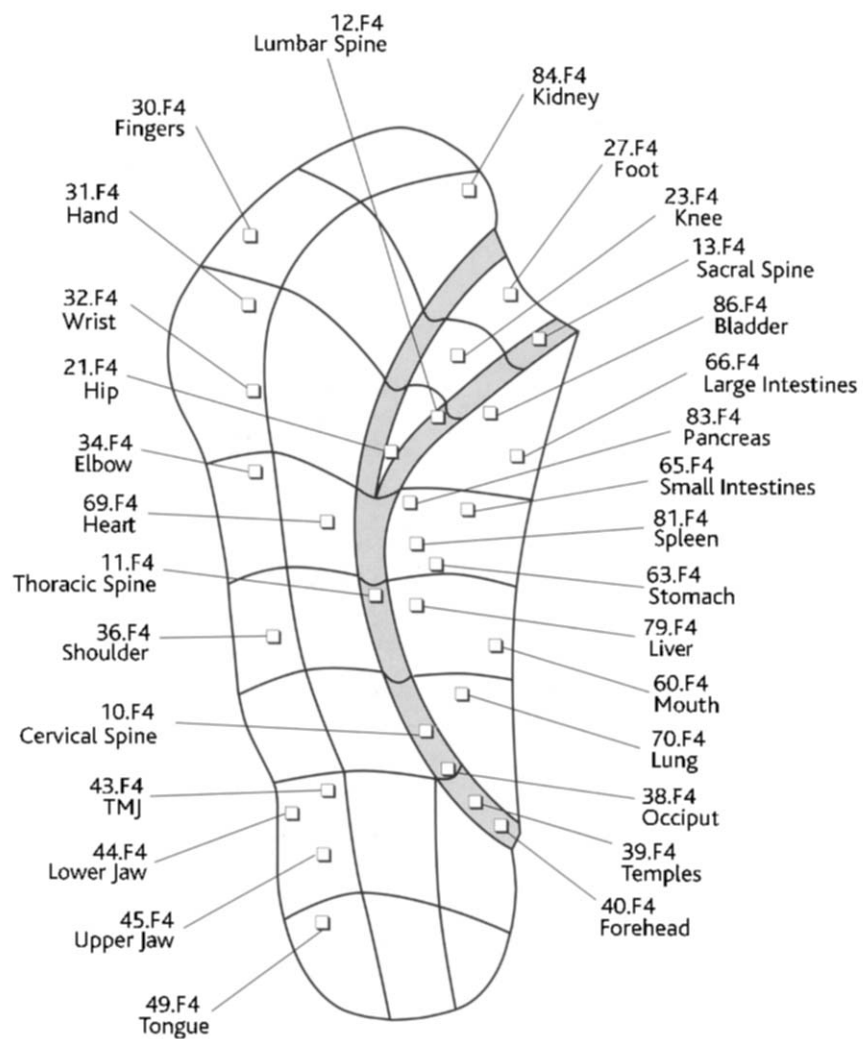 12.F4
Lumbar Spine
84.F4
Kidney
30.F4
Fingers
27.F4
Foot
31.F4
Hand
23.F4
Knee
13.F4
Sacral Spine
32.F4
Wrist
86.F4
Bladder
21.F4
Hip
66.F4
Large Intestines
83.F4
Pancreas
34.F4
Elbow
65.F4
Small Intestines
69.F4
Heart
81.F4
Spleen
11.F4
Thoracic Spine
63.F4
Stomach
36.F4
Shoulder
79.F4
Liver
60.F4
Mouth
10.F4
Cervical Spine
70.F4
Lung
43.F4
TMJ
38.F4
Occiput
44.F4
Lower Jaw
39.F4
Temples
40.F4
Forehead
45.F4
Upper Jaw
49.F4
Tongue